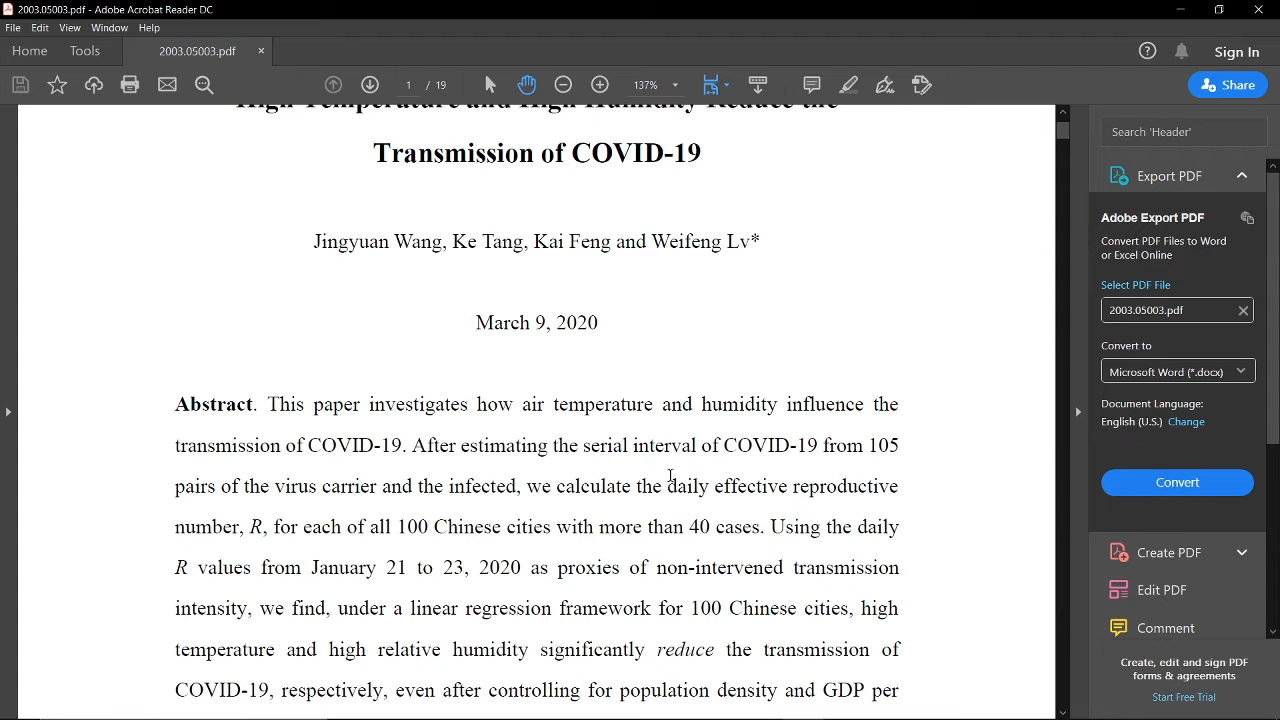 2003.05003.pdf - Adobe Acrobat Reader DC
File Edit View Window Help
Home Tools 2003.05003.pdf × Sign In
1 / 19 137% Share
High Temperature and High Humidity Reduce the
Transmission of COVID-19
Jingyuan Wang, Ke Tang, Kai Feng and Weifeng Lv*
March 9, 2020
Abstract. This paper investigates how air temperature and humidity influence the
transmission of COVID-19. After estimating the serial interval of COVID-19 from 105
pairs of the virus carrier and the infected, we calculate the daily effective reproductive
number, R, for each of all 100 Chinese cities with more than 40 cases. Using the daily
R values from January 21 to 23, 2020 as proxies of non-intervened transmission
intensity, we find, under a linear regression framework for 100 Chinese cities, high
temperature and high relative humidity significantly reduce the transmission of
COVID-19, respectively, even after controlling for population density and GDP per
Search 'Header'
Export PDF
Adobe Export PDF
Convert PDF Files to Word
or Excel Online
Select PDF File
2003.05003.pdf
Convert to
Microsoft Word (*.docx)
Document Language:
English (U.S.) Change
Convert
Create PDF
Edit PDF
Comment
Create, edit and sign PDF
forms & agreements
Start Free Trial